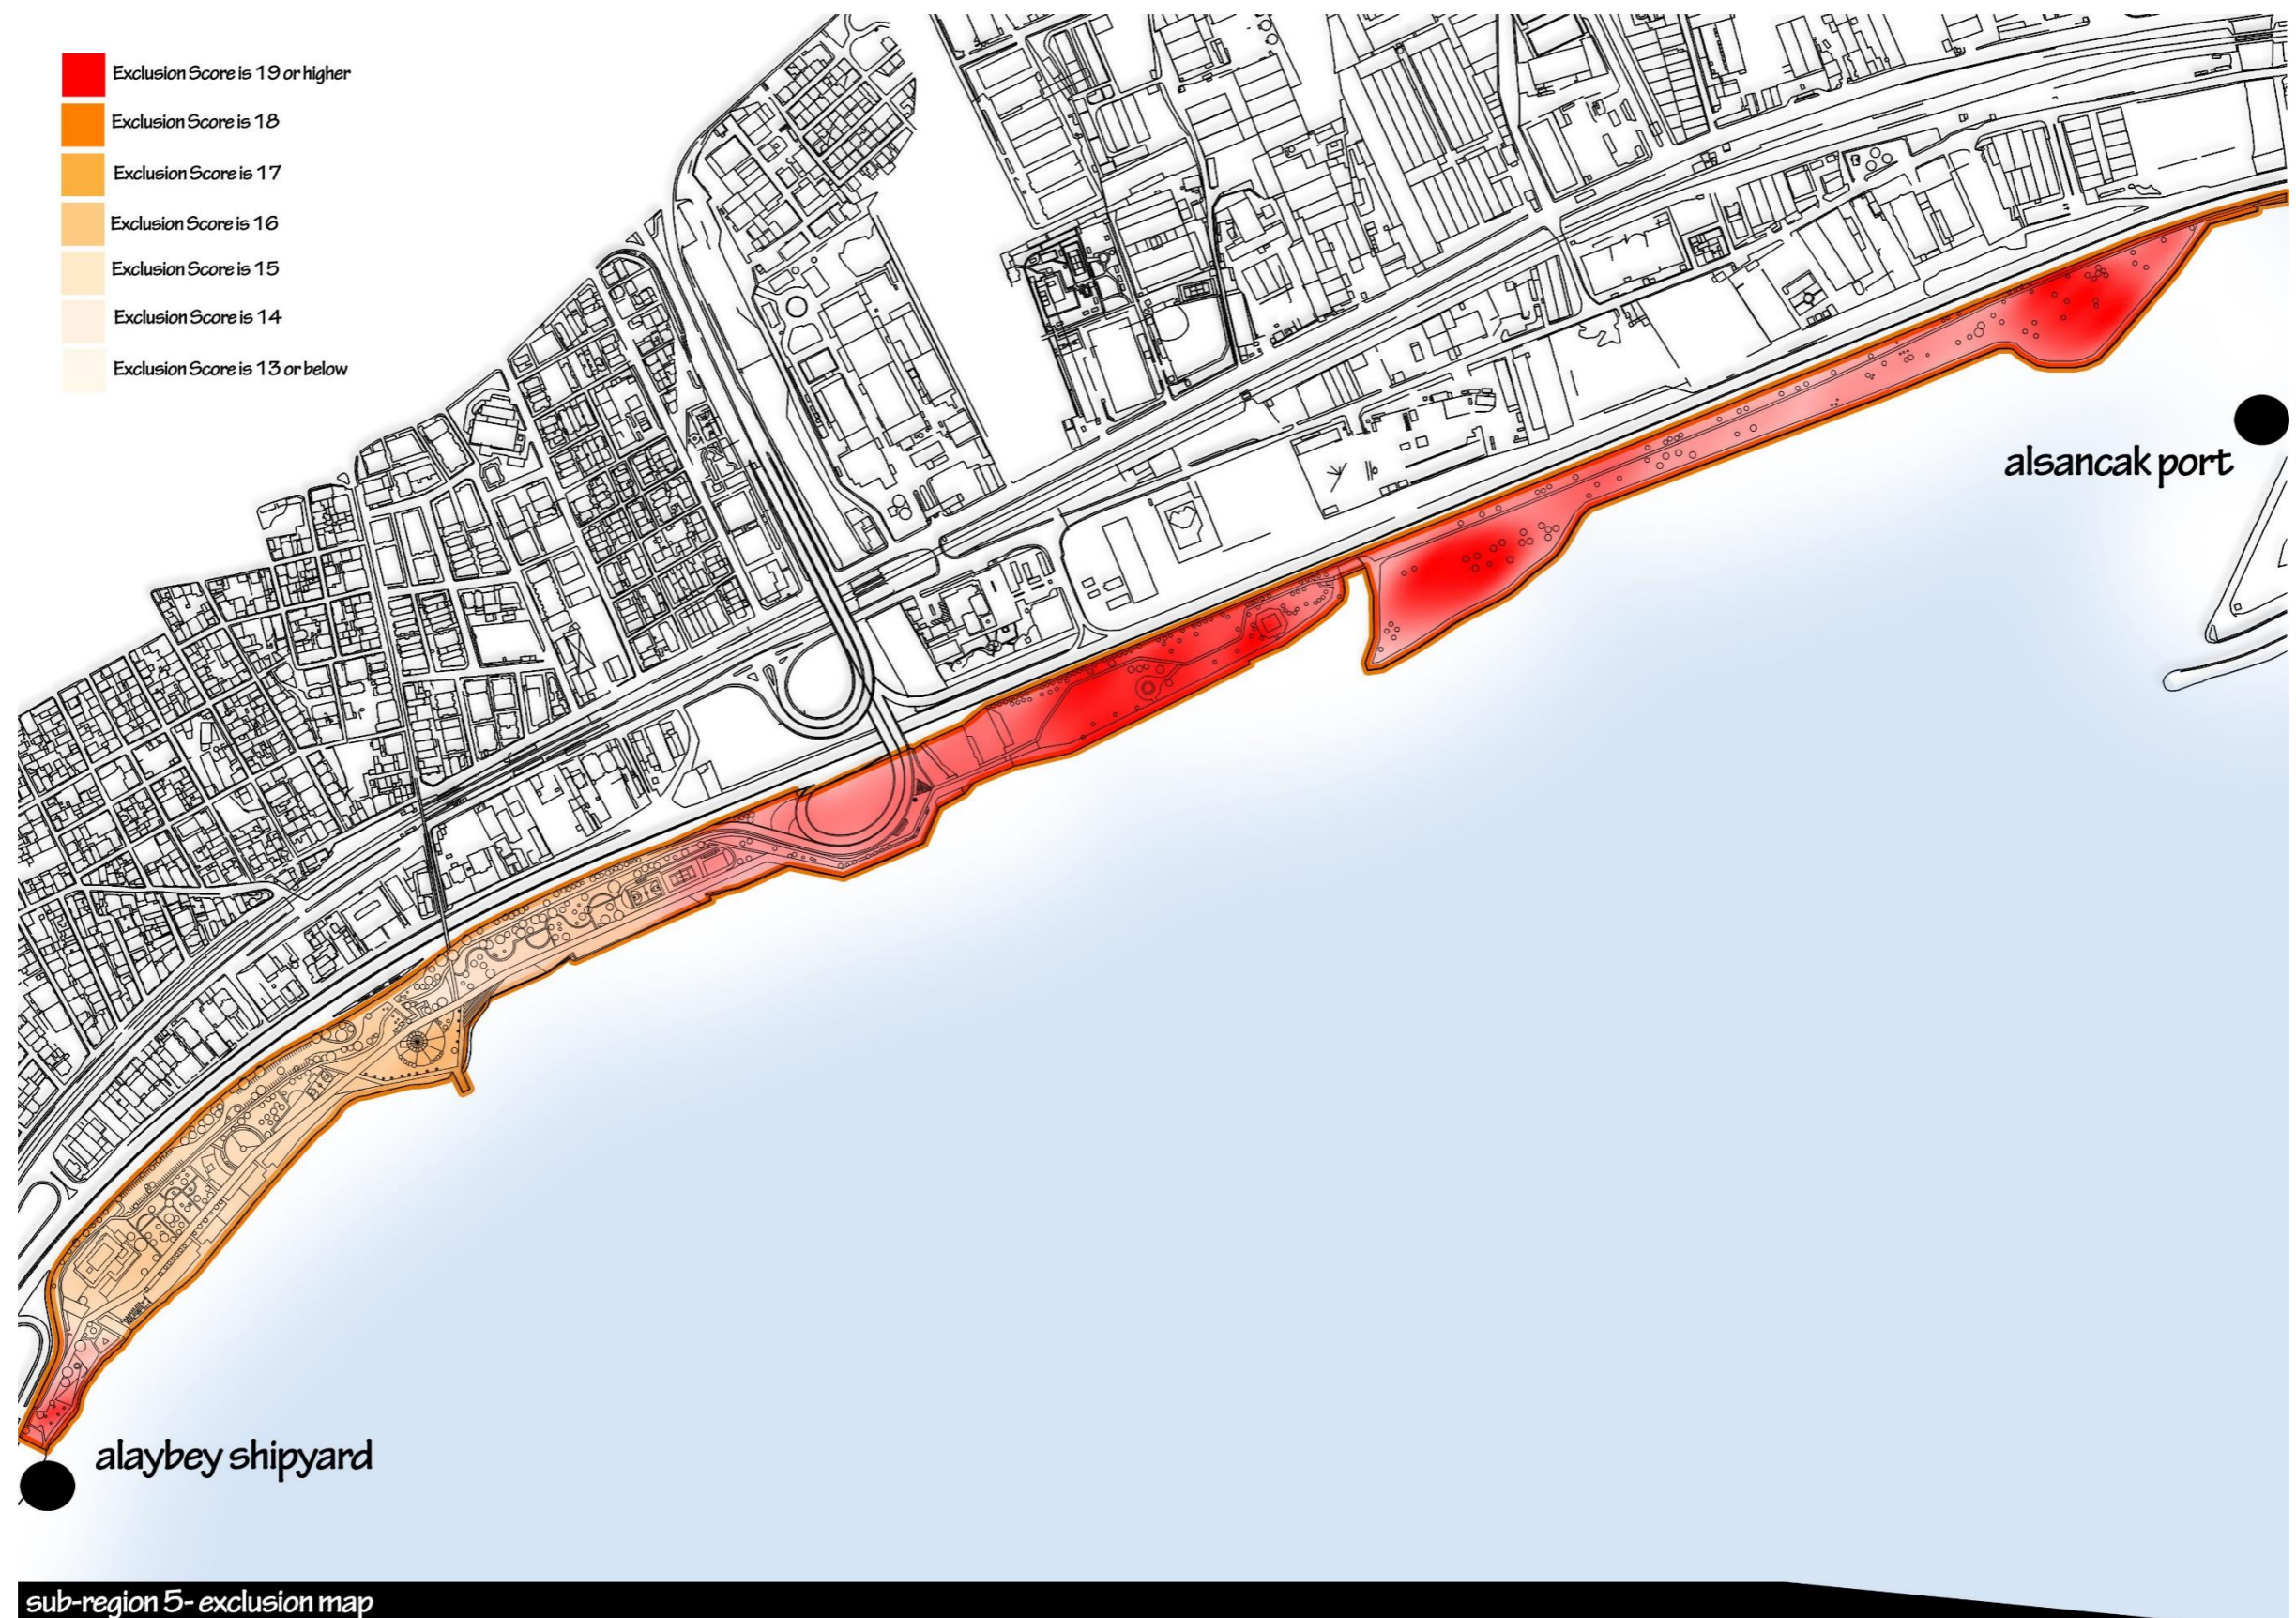 Exclusion Score is 19 or higher
Exclusion Score is 18
Exclusion Score is 17
Exclusion Score is 16
Exclusion Score is 15
Exclusion Score is 14
Exclusion Score is 13 or below
alsancak port
alaybey shipyard
sub-region 5- exclusion map